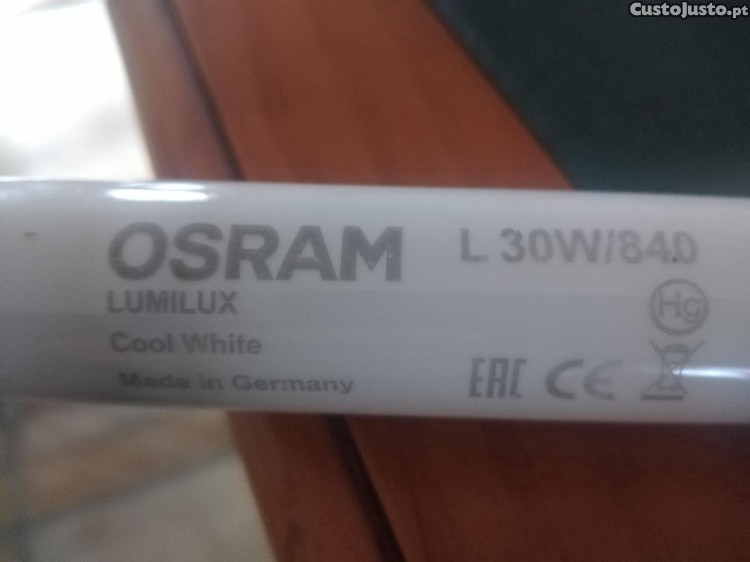 CustoJusto.pt
OSRAM L 30W/840
LUMILUX Hg
Cool White
Made in Germany EAC CE